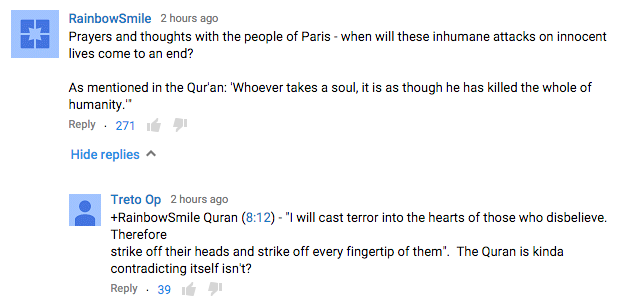 RainbowSmile 2 hours ago
Prayers and thoughts with the people of Paris - when will these inhumane attacks on innocent
lives come to an end?
As mentioned in the Qur'an: 'Whoever takes a soul, it is as though he has killed the whole of
humanity.'"
Reply · 271
Hide replies
Treto Op 2 hours ago
+RainbowSmile Quran (8:12) - "I will cast terror into the hearts of those who disbelieve.
Therefore
strike off their heads and strike off every fingertip of them".  The Quran is kinda
contradicting itself isn't?
Reply · 39